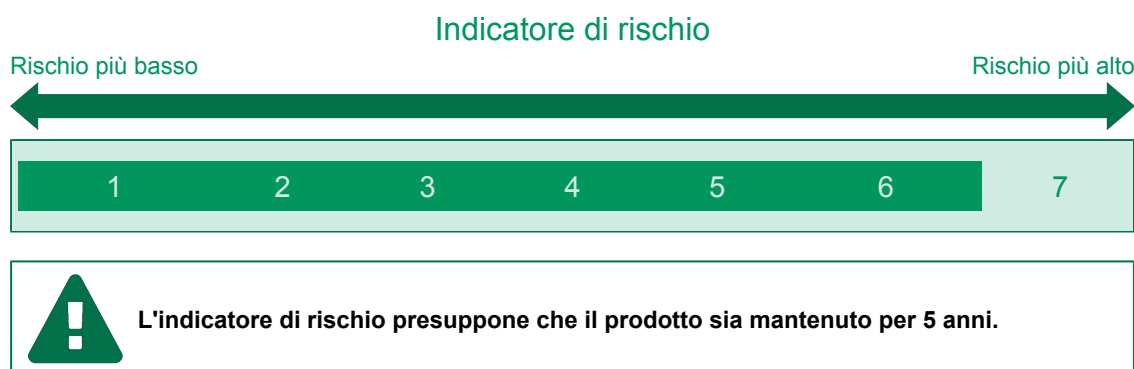 Indicatore di rischio
Rischio più basso Rischio più alto
1 2 3 4 5 6 7
L'indicatore di rischio presuppone che il prodotto sia mantenuto per 5 anni.